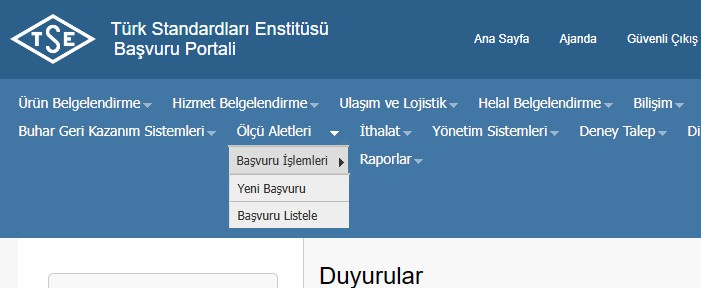 TSE
Türk Standardları Enstitüsü
Başvuru Portali
Ana Sayfa Ajanda Güvenli Çıkış
Ürün Belgelendirme Hizmet Belgelendirme Ulaşım ve Lojistik Helal Belgelendirme Bilişim
Buhar Geri Kazanım Sistemleri Ölçü Aletleri İthalat Yönetim Sistemleri Deney Talep Di
Başvuru İşlemleri Raporlar
Yeni Başvuru
Başvuru Listele
Duyurular